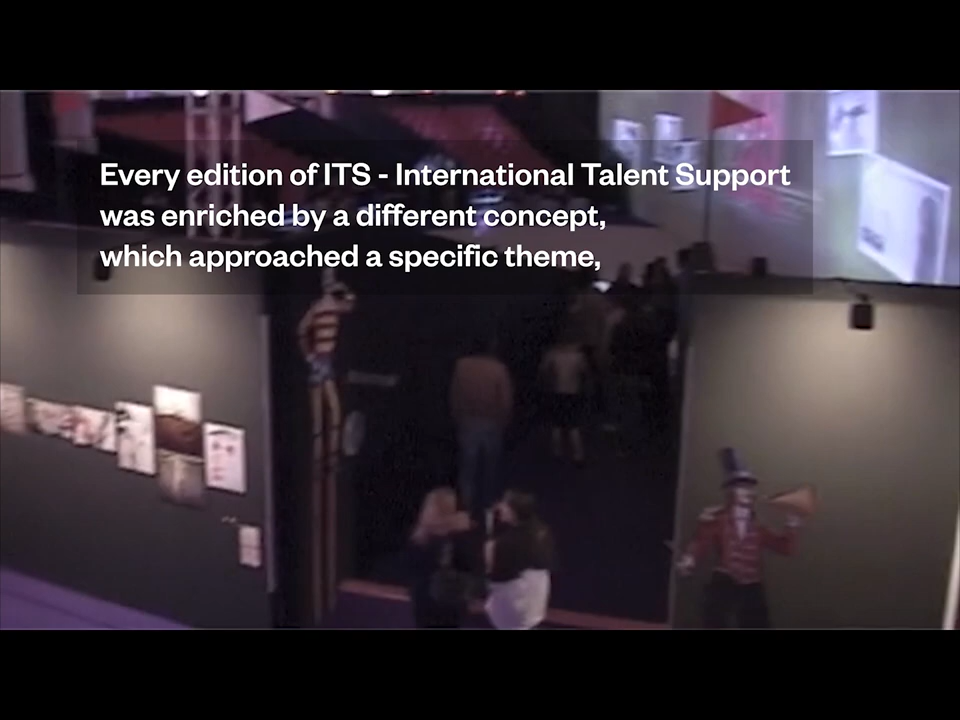 Every edition of ITS - International Talent Support
was enriched by a different concept,
which approached a specific theme,